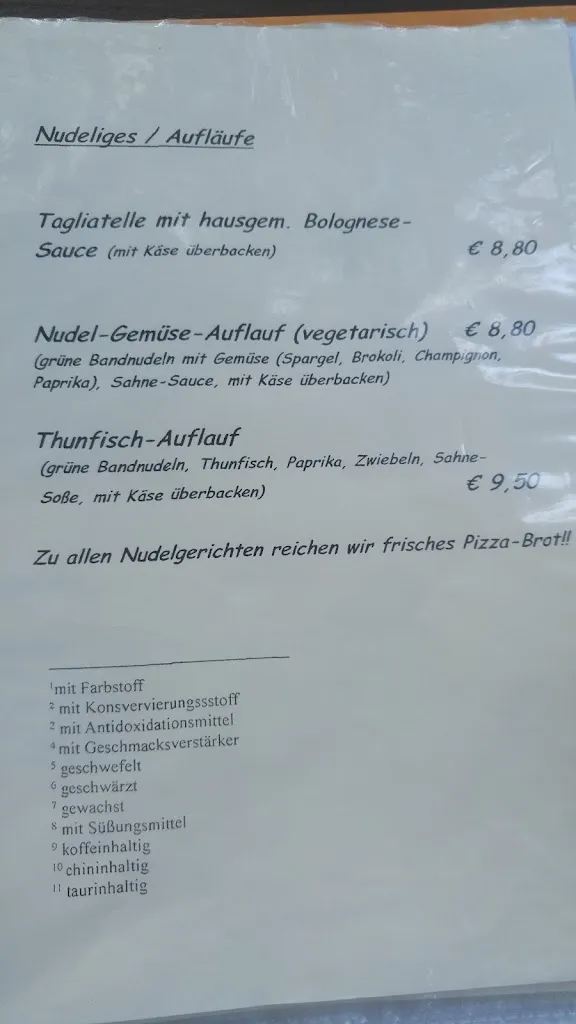 Nudeliges / Aufläufe
Tagliatelle mit hausgem. Bolognese-
Sauce (mit Käse überbacken) € 8,80
Nudel-Gemüse-Auflauf (vegetarisch) € 8,80
(grüne Bandnudeln mit Gemüse (Spargel, Brokoli, Champignon,
Paprika), Sahne-Sauce, mit Käse überbacken)
Thunfisch-Auflauf
(grüne Bandnudeln, Thunfisch, Paprika, Zwiebeln, Sahne-
Soße, mit Käse überbacken) € 9,50
Zu allen Nudelgerichten reichen wir frisches Pizza-Brot!!
¹mit Farbstoff
² mit Konsvervierungssstoff
² mit Antidoxidationsmittel
⁴ mit Geschmacksverstärker
⁵ geschwefelt
⁶ geschwärzt
⁷ gewachst
⁸ mit Süßungsmittel
⁹ koffeinhaltig
¹⁰ chininhaltig
¹¹ taurinhaltig